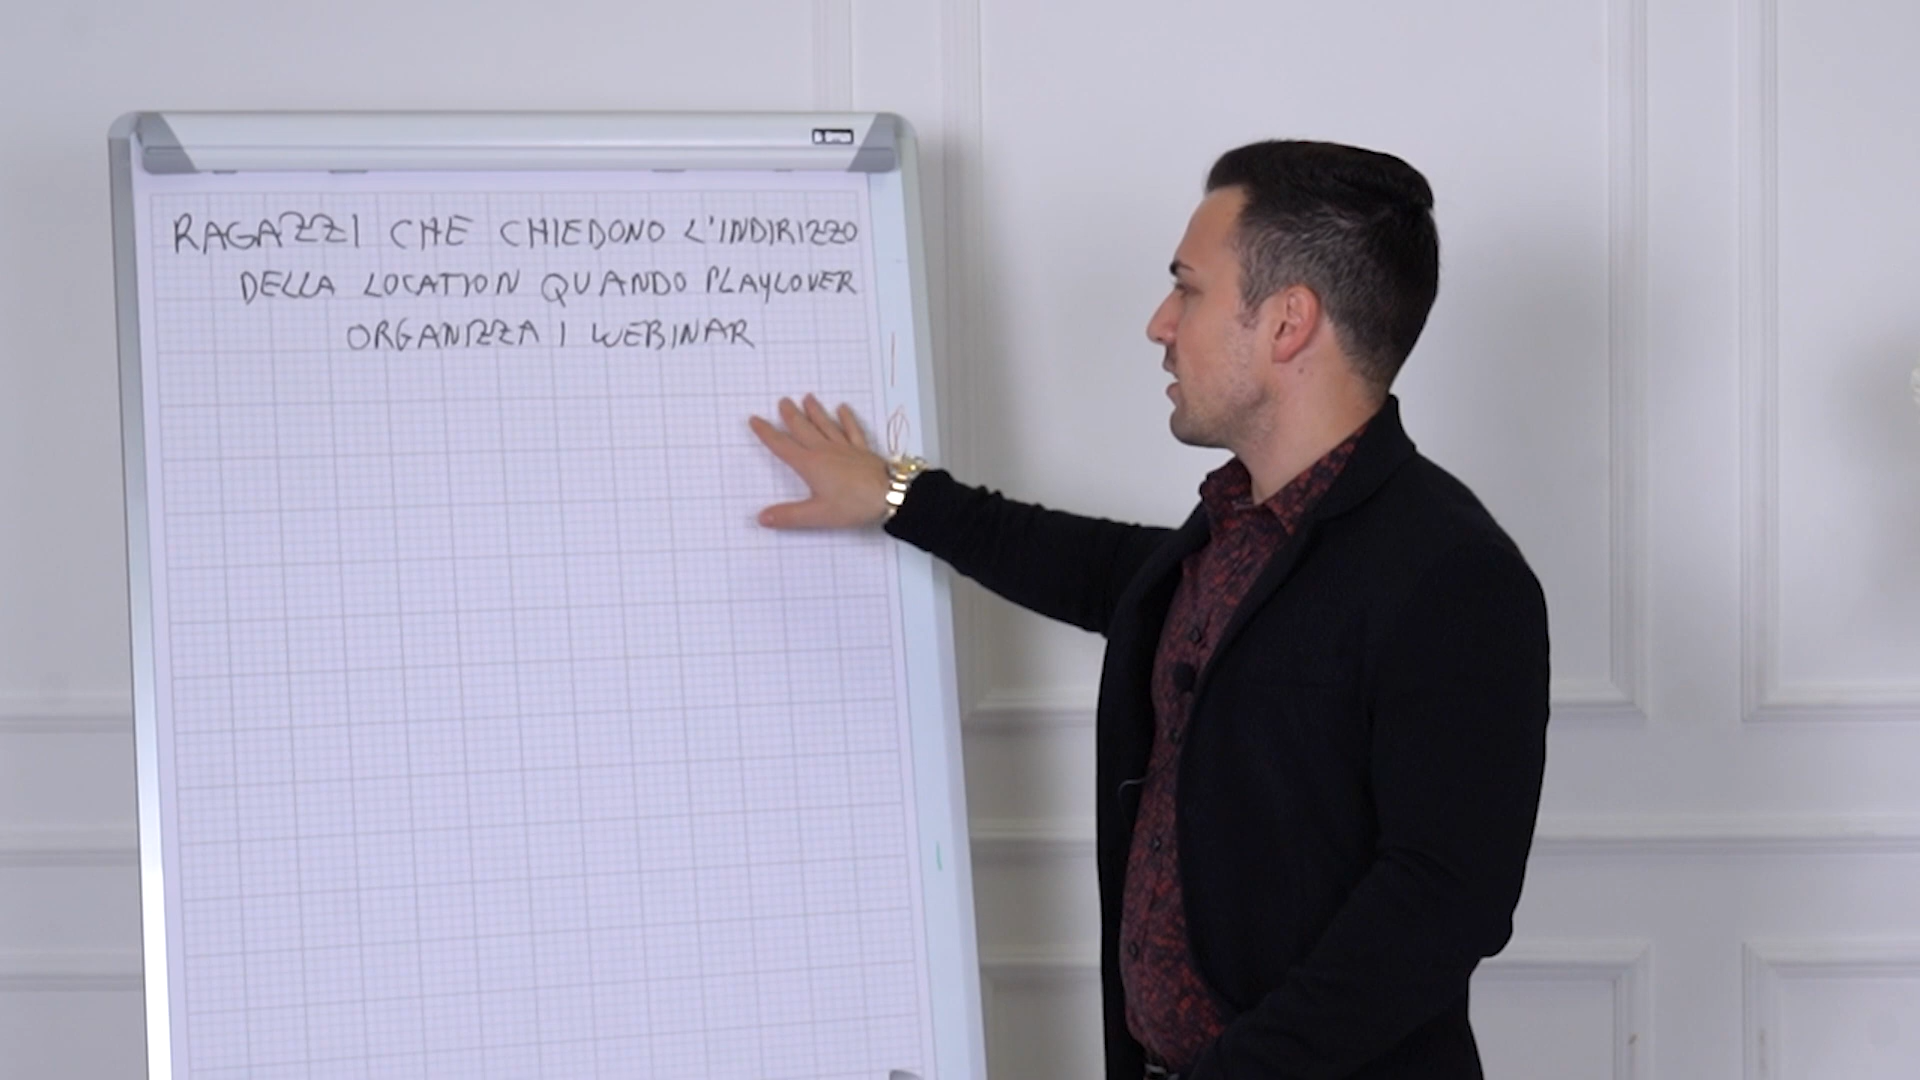 RAGAZZI CHE CHIEDONO L'INDIRIZZO
DELLA LOCATION QUANDO PLAYLOVER
ORGANIZZA I WEBINAR